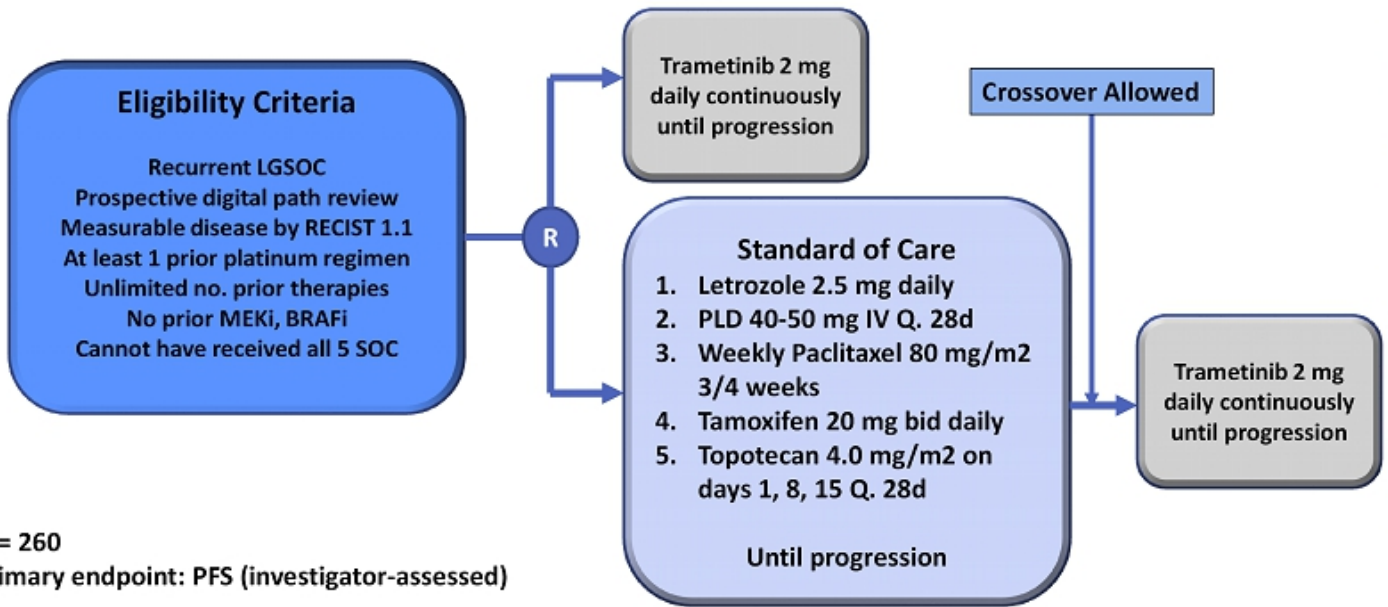 Eligibility Criteria
Recurrent LGSOC
Prospective digital path review
Measurable disease by RECIST 1.1
At least 1 prior platinum regimen
Unlimited no. prior therapies
No prior MEKi, BRAFi
Cannot have received all 5 SOC
R
Trametinib 2 mg
daily continuously
until progression
Standard of Care
1. Letrozole 2.5 mg daily
2. PLD 40-50 mg IV Q. 28d
3. Weekly Paclitaxel 80 mg/m2
3/4 weeks
4. Tamoxifen 20 mg bid daily
5. Topotecan 4.0 mg/m2 on
days 1, 8, 15 Q. 28d
Until progression
Crossover Allowed
Trametinib 2 mg
daily continuously
until progression
= 260
imary endpoint: PFS (investigator-assessed)